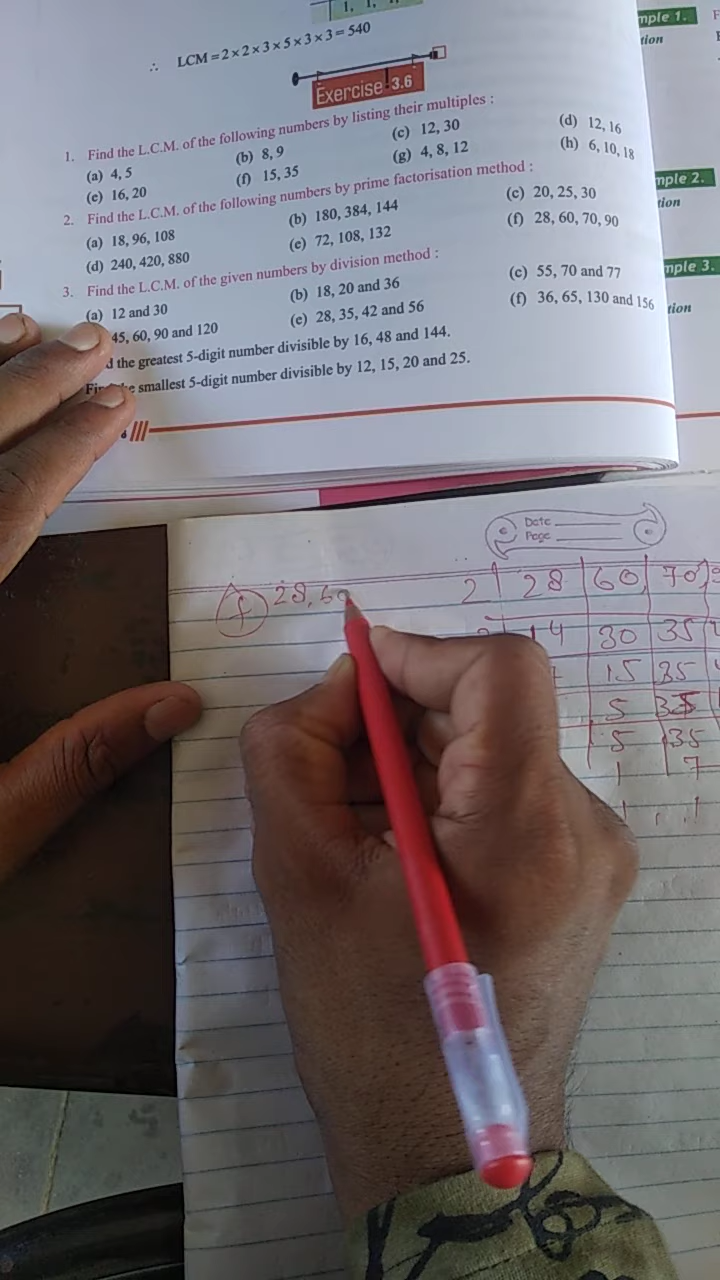 1, 1,
∴ LCM = 2 × 2 × 3 × 5 × 3 × 3 = 540
Exercise 3.6
1. Find the L.C.M. of the following numbers by listing their multiples :
(a) 4, 5 (b) 8, 9 (c) 12, 30 (d) 12, 16
(e) 16, 20 (f) 15, 35 (g) 4, 8, 12 (h) 6, 10, 18
2. Find the L.C.M. of the following numbers by prime factorisation method :
(a) 18, 96, 108 (b) 180, 384, 144 (c) 20, 25, 30
(d) 240, 420, 880 (e) 72, 108, 132 (f) 28, 60, 70, 90
3. Find the L.C.M. of the given numbers by division method :
(a) 12 and 30 (b) 18, 20 and 36 (c) 55, 70 and 77
45, 60, 90 and 120 (e) 28, 35, 42 and 56 (f) 36, 65, 130 and 156
d the greatest 5-digit number divisible by 16, 48 and 144.
smallest 5-digit number divisible by 12, 15, 20 and 25.
mple 1.
tion
mple 2.
tion
mple 3.
tion
Date
Page
f 28, 60
2 28 60, 70,
14 30 35
15 35
5
5 35
1 7
1, 1